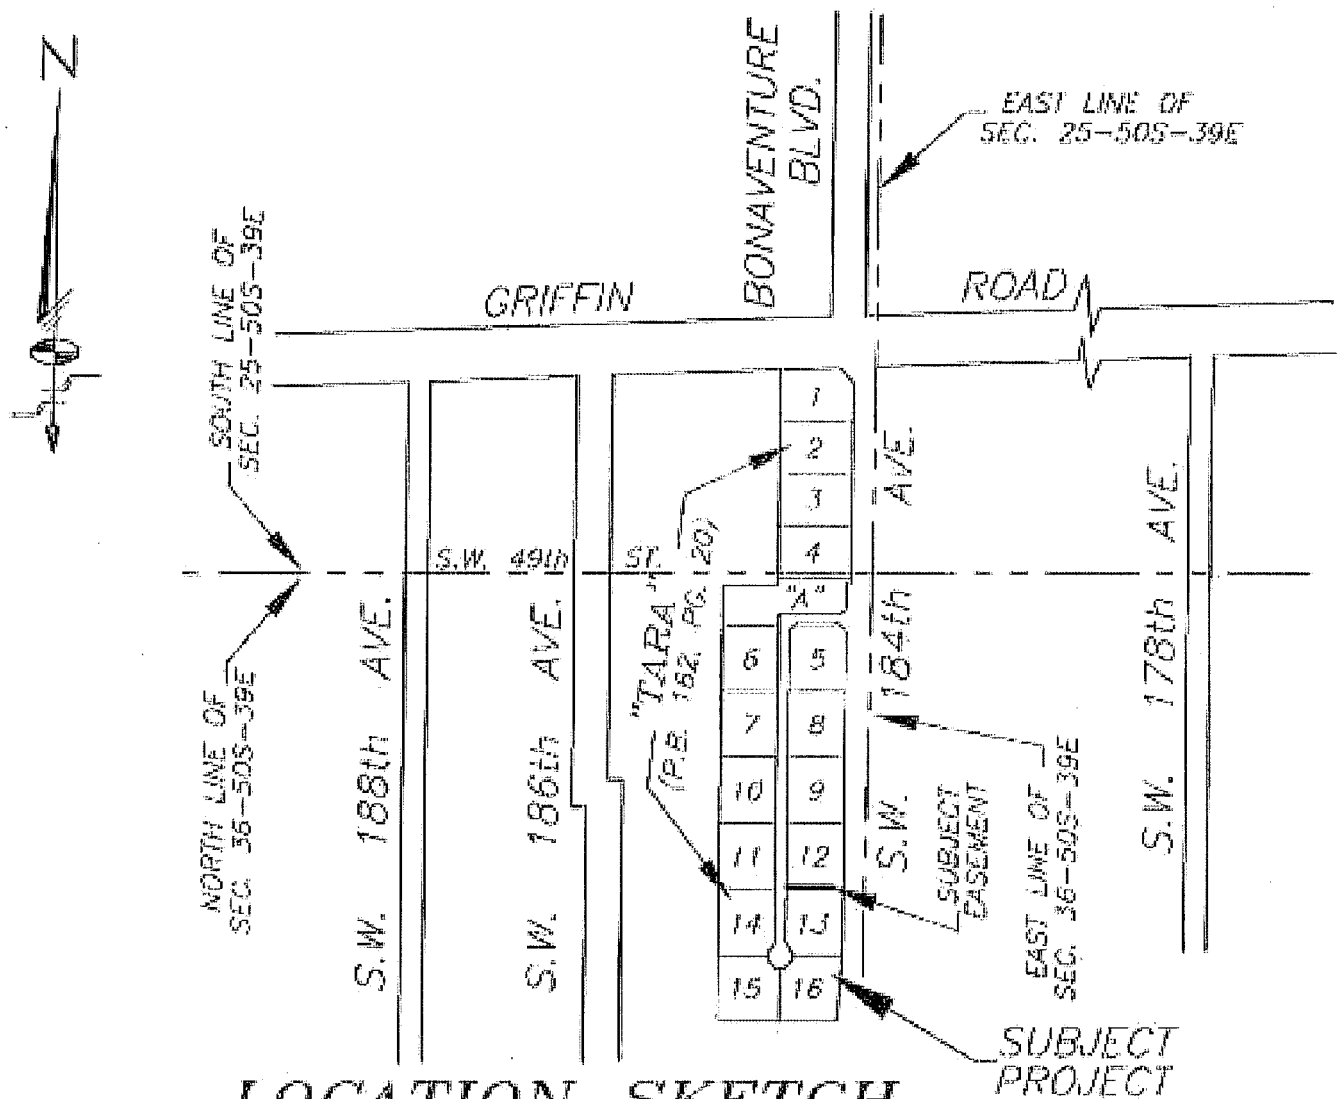 N
BONAVENTURE
BLVD.
EAST LINE OF
SEC. 25-50S-39E
SOUTH LINE OF
SEC. 25-50S-39E
GRIFFIN
ROAD
1
2
3
4
"A"
S.W. 49th ST.
"TARA"
(P.B. 162, PG. 20)
6
5
7
8
10
9
11
12
14
13
15
16
NORTH LINE OF
SEC. 36-50S-39E
S.W. 188th AVE.
S.W. 186th AVE.
S.W. 184th AVE.
S.W. 178th AVE.
SUBJECT
EASEMENT
EAST LINE OF
SEC. 36-50S-39E
SUBJECT
PROJECT
LOCATION SKETCH